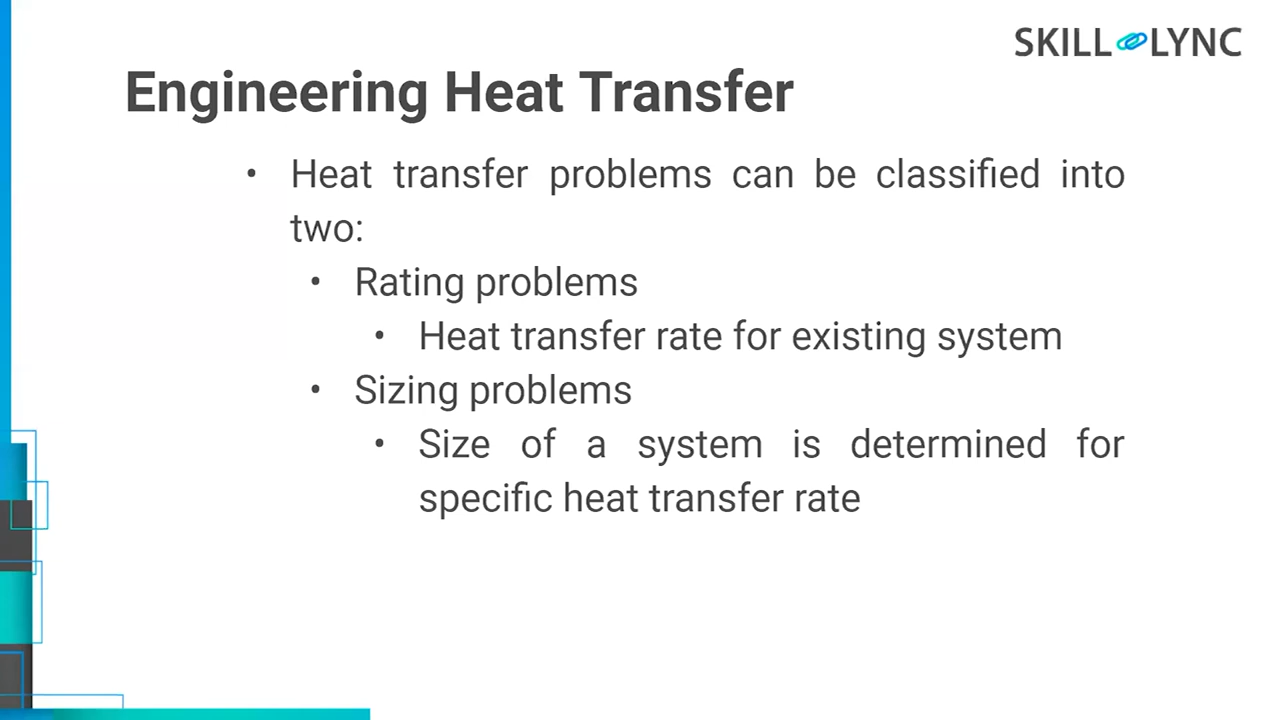 SKILL LYNC
Engineering Heat Transfer
• Heat transfer problems can be classified into
two:
• Rating problems
• Heat transfer rate for existing system
• Sizing problems
• Size of a system is determined for
specific heat transfer rate